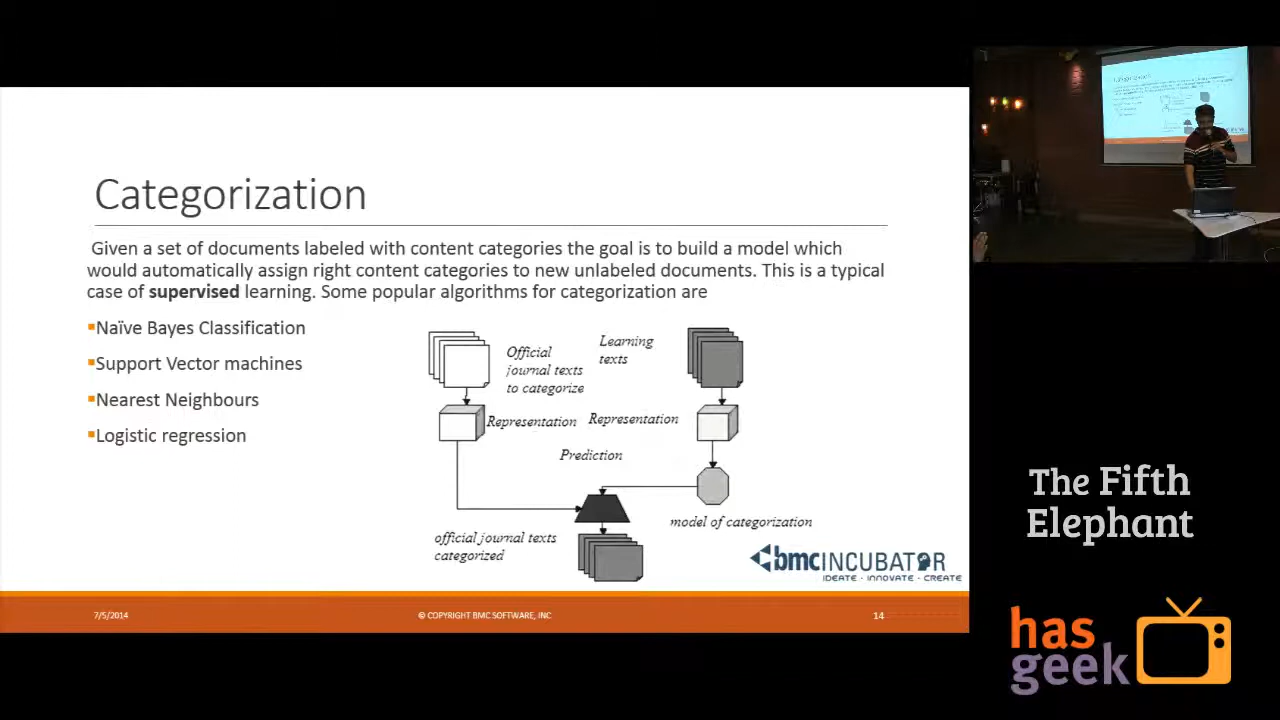 Categorization
Given a set of documents labeled with content categories the goal is to build a model which
would automatically assign right content categories to new unlabeled documents. This is a typical
case of supervised learning. Some popular algorithms for categorization are
Naïve Bayes Classification
Support Vector machines
Nearest Neighbours
Logistic regression
Official
journal texts
to categorize
Learning
texts
Representation
Representation
Prediction
model of categorization
official journal texts
categorized
bmcINCUBATOR
IDEATE - INNOVATE - CREATE
7/5/2014
© COPYRIGHT BMC SOFTWARE, INC
14
Categorization
The Fifth
Elephant
has
geek